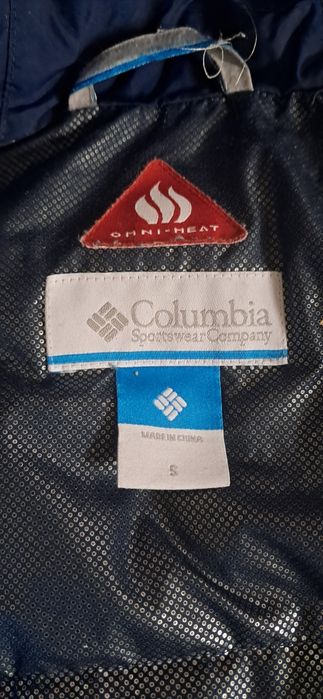 OMNI-HEAT
Columbia
Sportswear Company
MADE IN CHINA
S